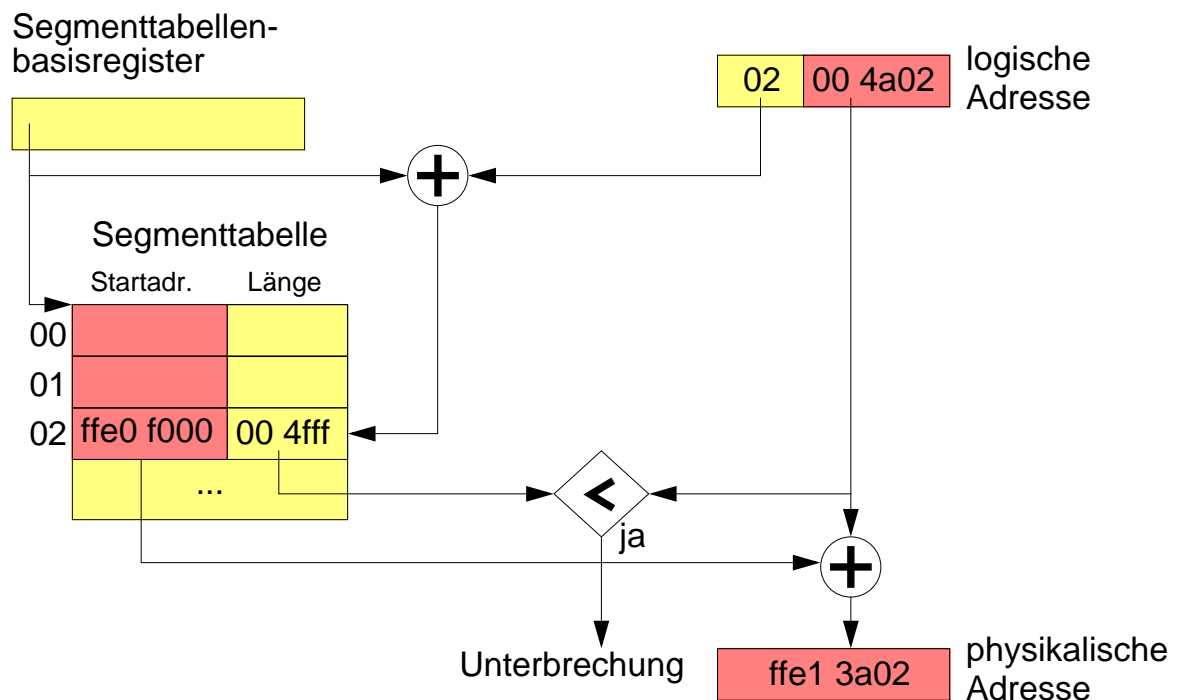 Segmenttabellen-
basisregister
logische
Adresse
02 00 4a02
+
Segmenttabelle
Startadr. Länge
00
01
02 ffe0 f000 00 4fff
...
<
ja
+
Unterbrechung
ffe1 3a02
physikalische
Adresse